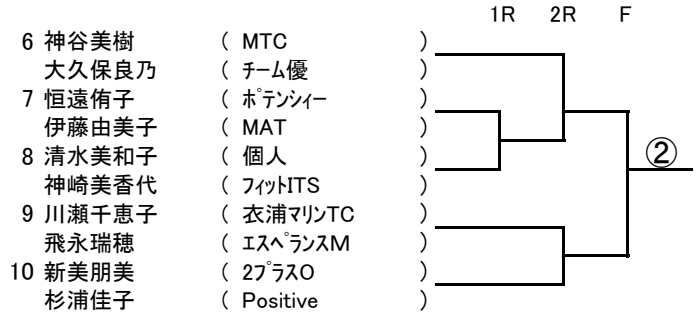 1R 2R F
6 神谷美樹 ( MTC )
大久保良乃 ( チーム優 )
7 恒遠侑子 ( ﾎﾟﾃﾝｼｨｰ )
伊藤由美子 ( MAT )
8 清水美和子 ( 個人 )
神崎美香代 ( ﾌｨｯﾄITS )
②
9 川瀬千恵子 ( 衣浦マリンTC )
飛永瑞穂 ( ｴｽﾍﾟﾗﾝｽM )
10 新美朋美 ( 2ﾌﾟﾗｽO )
杉浦佳子 ( Positive )